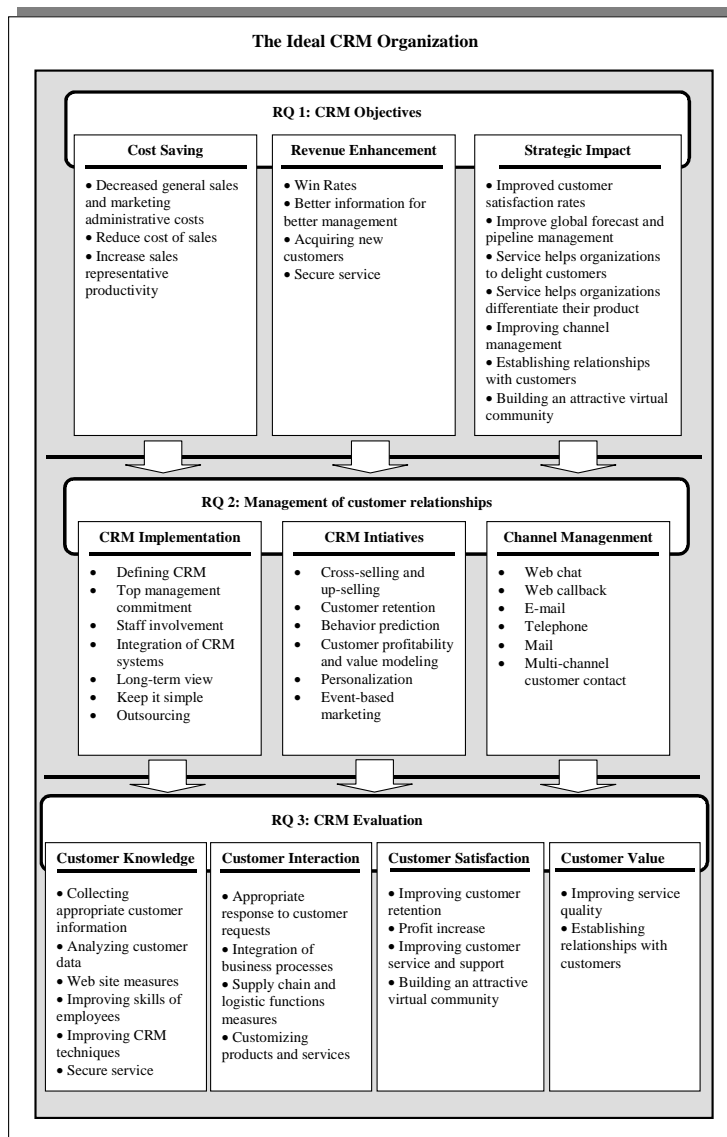 The Ideal CRM Organization
RQ 1: CRM Objectives
Cost Saving
• Decreased general sales
and marketing
administrative costs
• Reduce cost of sales
• Increase sales
representative
productivity
Revenue Enhancement
• Win Rates
• Better information for
better management
• Acquiring new
customers
• Secure service
Strategic Impact
• Improved customer
satisfaction rates
• Improve global forecast and
pipeline management
• Service helps organizations
to delight customers
• Service helps organizations
differentiate their product
• Improving channel
management
• Establishing relationships
with customers
• Building an attractive virtual
community
RQ 2: Management of customer relationships
CRM Implementation
• Defining CRM
• Top management
commitment
• Staff involvement
• Integration of CRM
systems
• Long-term view
• Keep it simple
• Outsourcing
CRM Intiatives
• Cross-selling and
up-selling
• Customer retention
• Behavior prediction
• Customer profitability
and value modeling
• Personalization
• Event-based
marketing
Channel Managenment
• Web chat
• Web callback
• E-mail
• Telephone
• Mail
• Multi-channel
customer contact
RQ 3: CRM Evaluation
Customer Knowledge
• Collecting
appropriate customer
information
• Analyzing customer
data
• Web site measures
• Improving skills of
employees
• Improving CRM
techniques
• Secure service
Customer Interaction
• Appropriate
response to customer
requests
• Integration of
business processes
• Supply chain and
logistic functions
measures
• Customizing
products and services
Customer Satisfaction
• Improving customer
retention
• Profit increase
• Improving customer
service and support
• Building an attractive
virtual community
Customer Value
• Improving service
quality
• Establishing
relationships with
customers